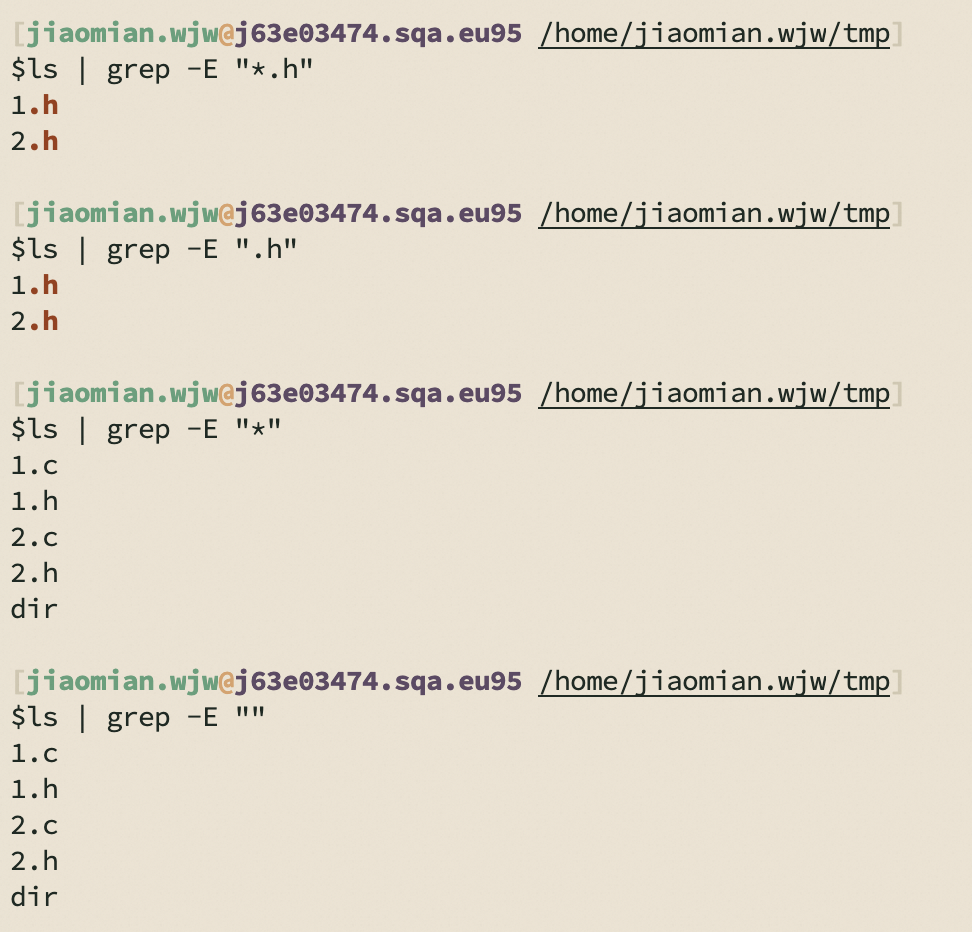 [jiaomian.wjw@j63e03474.sqa.eu95 /home/jiaomian.wjw/tmp]
$ls | grep -E "*.h"
1.h
2.h
[jiaomian.wjw@j63e03474.sqa.eu95 /home/jiaomian.wjw/tmp]
$ls | grep -E ".h"
1.h
2.h
[jiaomian.wjw@j63e03474.sqa.eu95 /home/jiaomian.wjw/tmp]
$ls | grep -E "*"
1.c
1.h
2.c
2.h
dir
[jiaomian.wjw@j63e03474.sqa.eu95 /home/jiaomian.wjw/tmp]
$ls | grep -E ""
1.c
1.h
2.c
2.h
dir